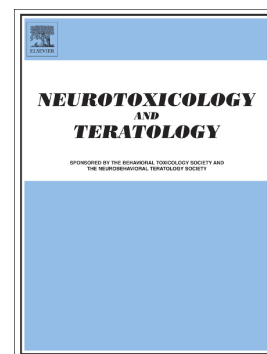 ELSEVIER
NEUROTOXICOLOGY
AND
TERATOLOGY
SPONSORED BY THE BEHAVIORAL TOXICOLOGY SOCIETY AND
THE NEUROBEHAVIORAL TERATOLOGY SOCIETY